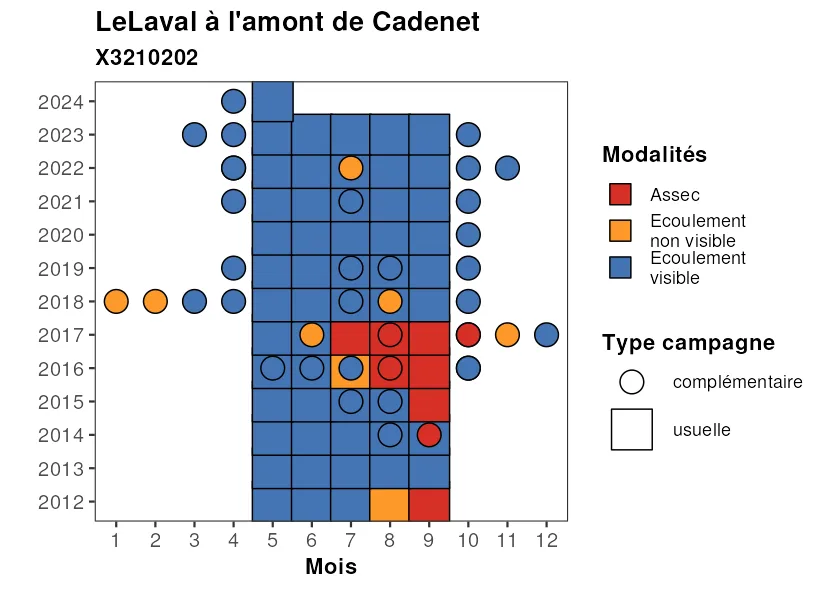 LeLaval à l'amont de Cadenet
X3210202
2024
2023
2022
2021
2020
2019
2018
2017
2016
2015
2014
2013
2012
1 2 3 4 5 6 7 8 9 10 11 12
Mois
Modalités
Assec
Ecoulement
non visible
Ecoulement
visible
Type campagne
complémentaire
usuelle